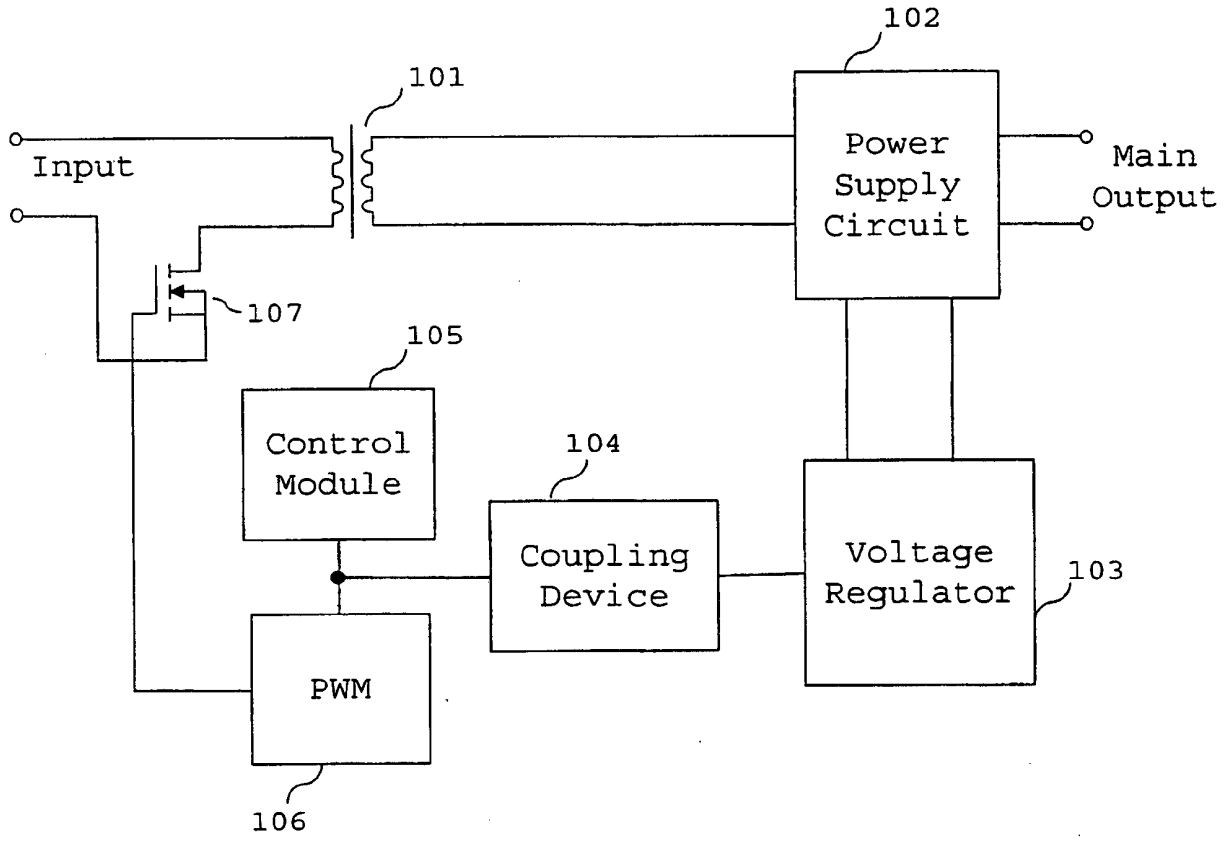 102
101
Input
Power
Supply
Circuit
Main
Output
107
105
Control
Module
104
Coupling
Device
Voltage
Regulator
103
PWM
106